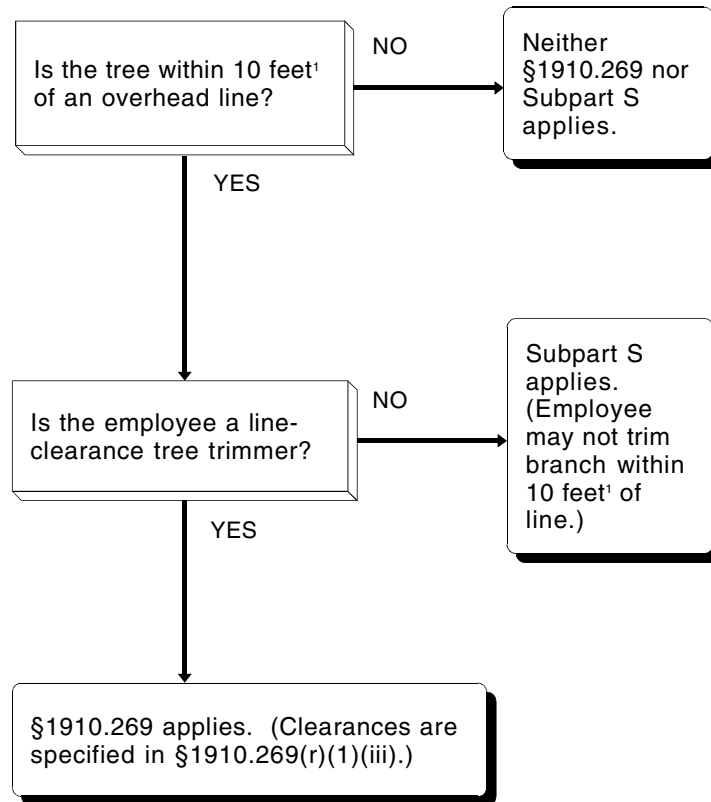 Is the tree within 10 feet¹
of an overhead line?
NO
Neither
§1910.269 nor
Subpart S
applies.
YES
Is the employee a line-
clearance tree trimmer?
NO
Subpart S
applies.
(Employee
may not trim
branch within
10 feet¹ of
line.)
YES
§1910.269 applies.  (Clearances are
specified in §1910.269(r)(1)(iii).)